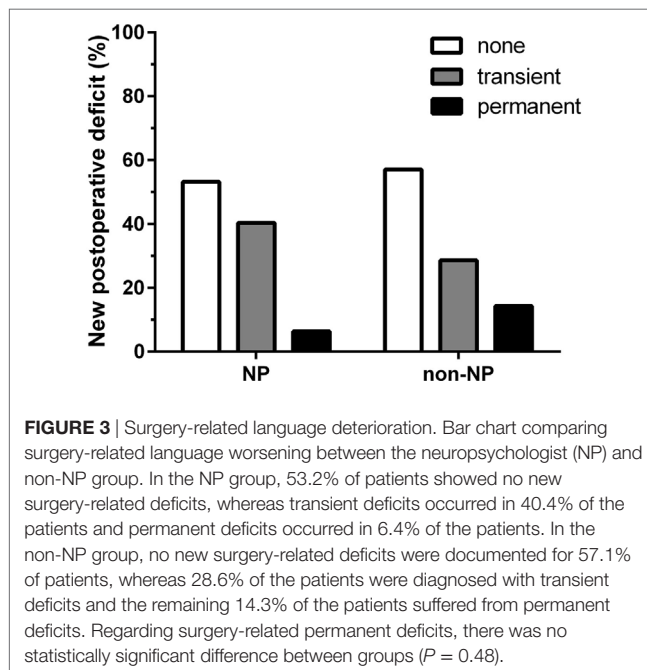 100
80
60
40
20
0
New postoperative deficit (%)
none
transient
permanent
NP
non-NP
FIGURE 3 | Surgery-related language deterioration. Bar chart comparing
surgery-related language worsening between the neuropsychologist (NP) and
non-NP group. In the NP group, 53.2% of patients showed no new
surgery-related deficits, whereas transient deficits occurred in 40.4% of the
patients and permanent deficits occurred in 6.4% of the patients. In the
non-NP group, no new surgery-related deficits were documented for 57.1%
of patients, whereas 28.6% of the patients were diagnosed with transient
deficits and the remaining 14.3% of the patients suffered from permanent
deficits. Regarding surgery-related permanent deficits, there was no
statistically significant difference between groups (P = 0.48).